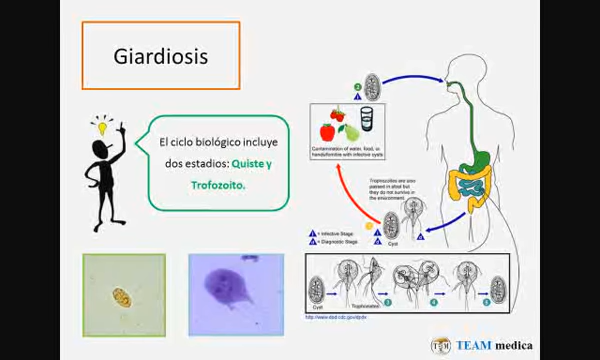 Giardiosis
El ciclo biológico incluye
dos estadios: Quiste y
Trofozoito.
Contamination of water, food, or
hands/fomites with infective cysts.
Trophozoites are also
passed in stool but
they do not survive in
the environment.
= Infective Stage
= Diagnostic Stage
Cyst
Cyst
Trophozoites
http://www.dpd.cdc.gov/dpdx
TEAM medica